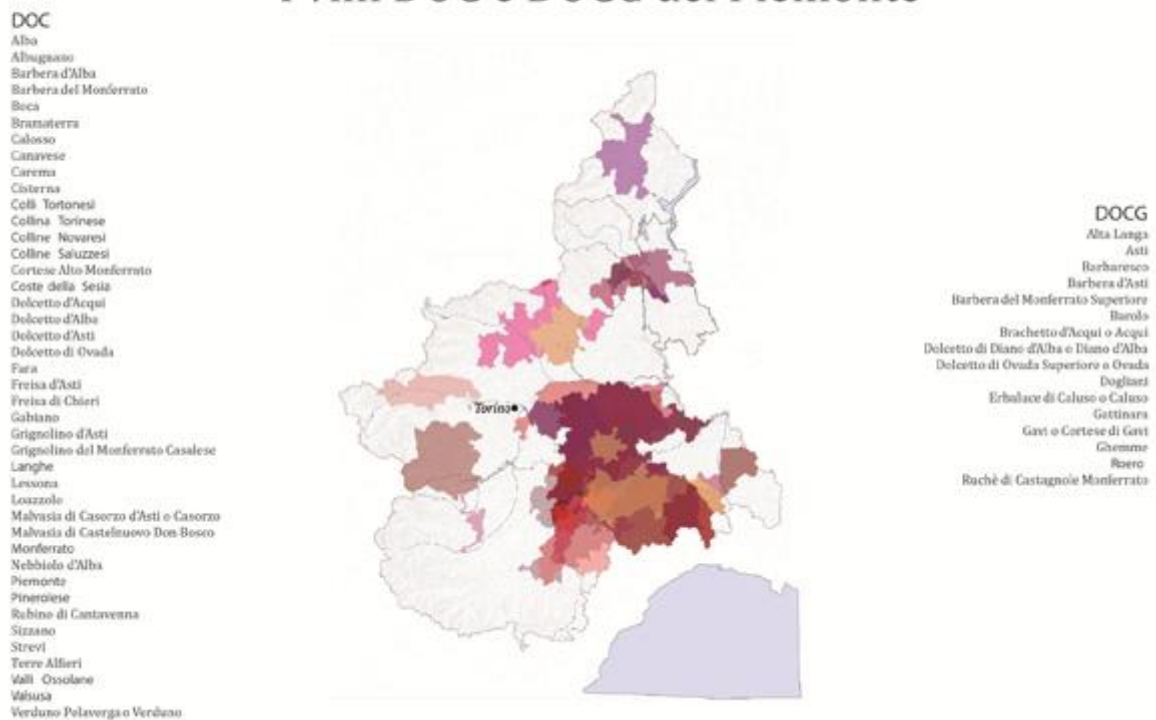 I Vini DOC e DOCG del Piemonte
DOC
Alba
Albugnano
Barbera d'Alba
Barbera del Monferrato
Boca
Bramaterra
Calosso
Canavese
Carema
Cisterna
Colli Tortonesi
Collina Torinese
Colline Novaresi
Colline Saluzzesi
Cortese Alto Monferrato
Coste della Sesia
Dolcetto d'Acqui
Dolcetto d'Alba
Dolcetto d'Asti
Dolcetto di Ovada
Fara
Freisa d'Asti
Freisa di Chieri
Gabiano
Grignolino d'Asti
Grignolino del Monferrato Casalese
Langhe
Lessona
Loazzolo
Malvasia di Casorzo d'Asti o Casorzo
Malvasia di Castelnuovo Don Bosco
Monferrato
Nebbiolo d'Alba
Piemonte
Pinerolese
Rubino di Cantavenna
Sizzano
Strevi
Terre Alfieri
Valli Ossolane
Valsusa
Verduno Pelaverga o Verduno
Torino
DOCG
Alta Langa
Asti
Barbaresco
Barbera d'Asti
Barbera del Monferrato Superiore
Barolo
Brachetto d'Acqui o Acqui
Dolcetto di Diano d'Alba o Diano d'Alba
Dolcetto di Ovada Superiore o Ovada
Dogliani
Erbaluce di Caluso o Caluso
Gattinara
Gavi o Cortese di Gavi
Ghemme
Roero
Ruchè di Castagnole Monferrato